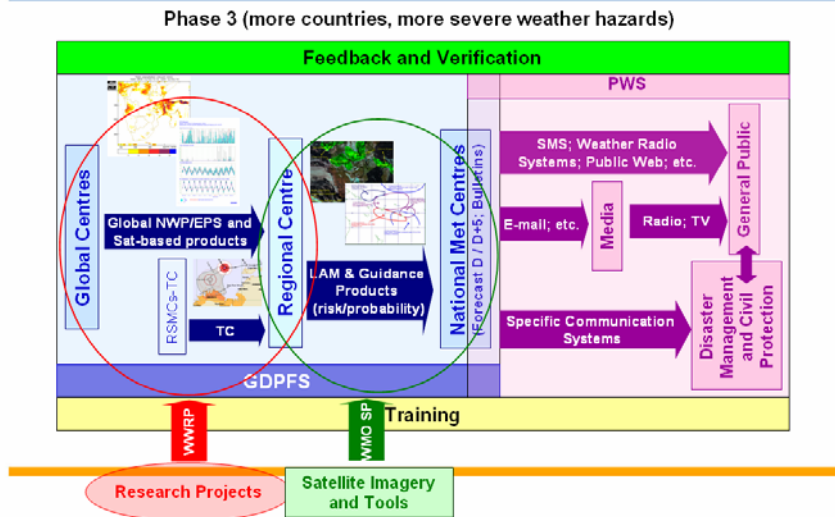 Phase 3 (more countries, more severe weather hazards)
Feedback and Verification
PWS
Global Centres
Global NWP/EPS and
Sat-based products
RSMCs-TC
TC
Regional Centre
LAM & Guidance
Products
(risk/probability)
National Met Centres
(Forecast D / D+5; Bulletins)
SMS; Weather Radio
Systems; Public Web; etc.
E-mail; etc.
Media
Radio; TV
General Public
Specific Communication
Systems
Disaster
Management
and Civil
Protection
GDPFS
Training
WWRP
WMO SP
Research Projects
Satellite Imagery
and Tools